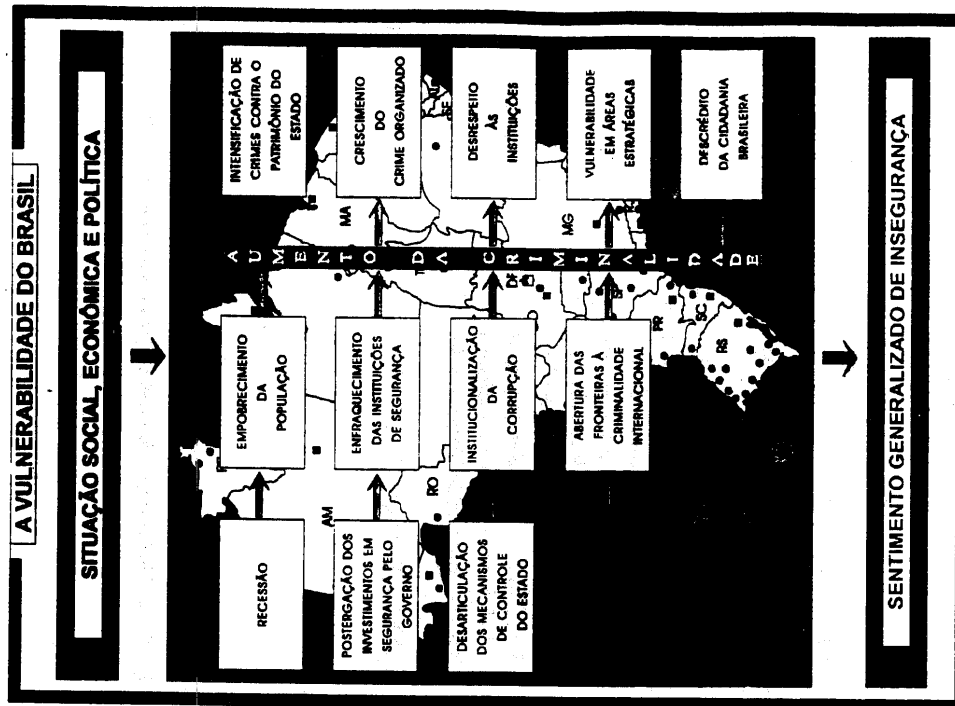 A VULNERABILIDADE DO BRASIL
SITUAÇÃO SOCIAL, ECONÔMICA E POLÍTICA
RECESSÃO
POSTERGAÇÃO DOS
INVESTIMENTOS EM
SEGURANÇA PELO
GOVERNO
DESARTICULAÇÃO
DOS MECANISMOS
DE CONTROLE
DO ESTADO
EMPOBRECIMENTO
DA
POPULAÇÃO
ENFRAQUECIMENTO
DAS INSTITUIÇÕES
DE SEGURANÇA
INSTITUCIONALIZAÇÃO
DA
CORRUPÇÃO
ABERTURA DAS
FRONTEIRAS À
CRIMINALIDADE
INTERNACIONAL
AUMENTO DA CRIMINALIDADE
INTENSIFICAÇÃO DE
CRIMES CONTRA O
PATRIMÔNIO DO
ESTADO
CRESCIMENTO
DO
CRIME ORGANIZADO
DESRESPEITO
ÀS
INSTITUIÇÕES
VULNERABILIDADE
EM ÁREAS
ESTRATÉGICAS
DESCRÉDITO
DA CIDADANIA
BRASILEIRA
AM
RO
MA
DF
MG
PR
SC
RS
SENTIMENTO GENERALIZADO DE INSEGURANÇA